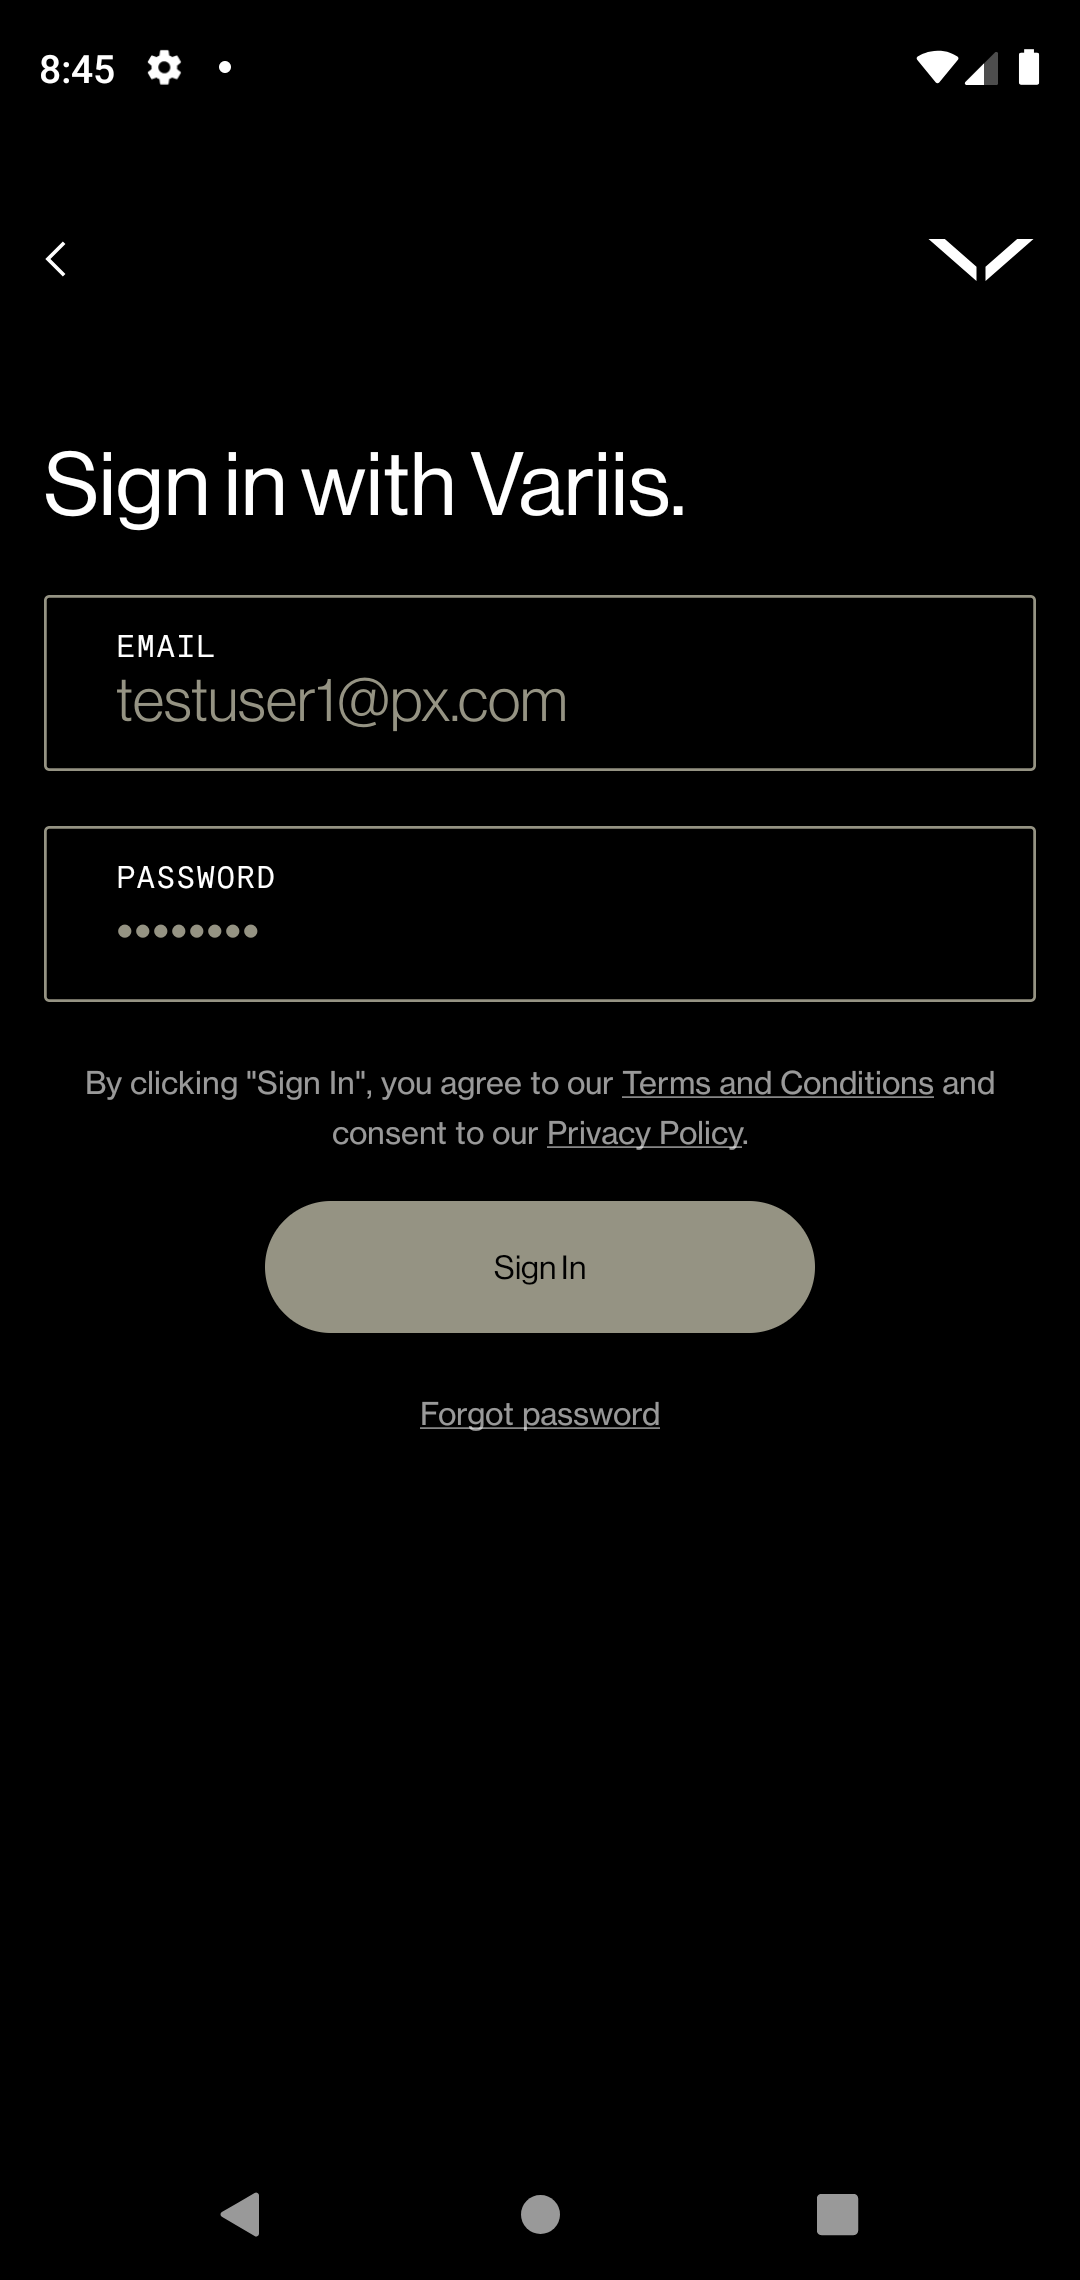 8:45
Sign in with Variis.
EMAIL
testuser1@px.com
PASSWORD
••••••••
By clicking "Sign In", you agree to our Terms and Conditions and
consent to our Privacy Policy.
Sign In
Forgot password